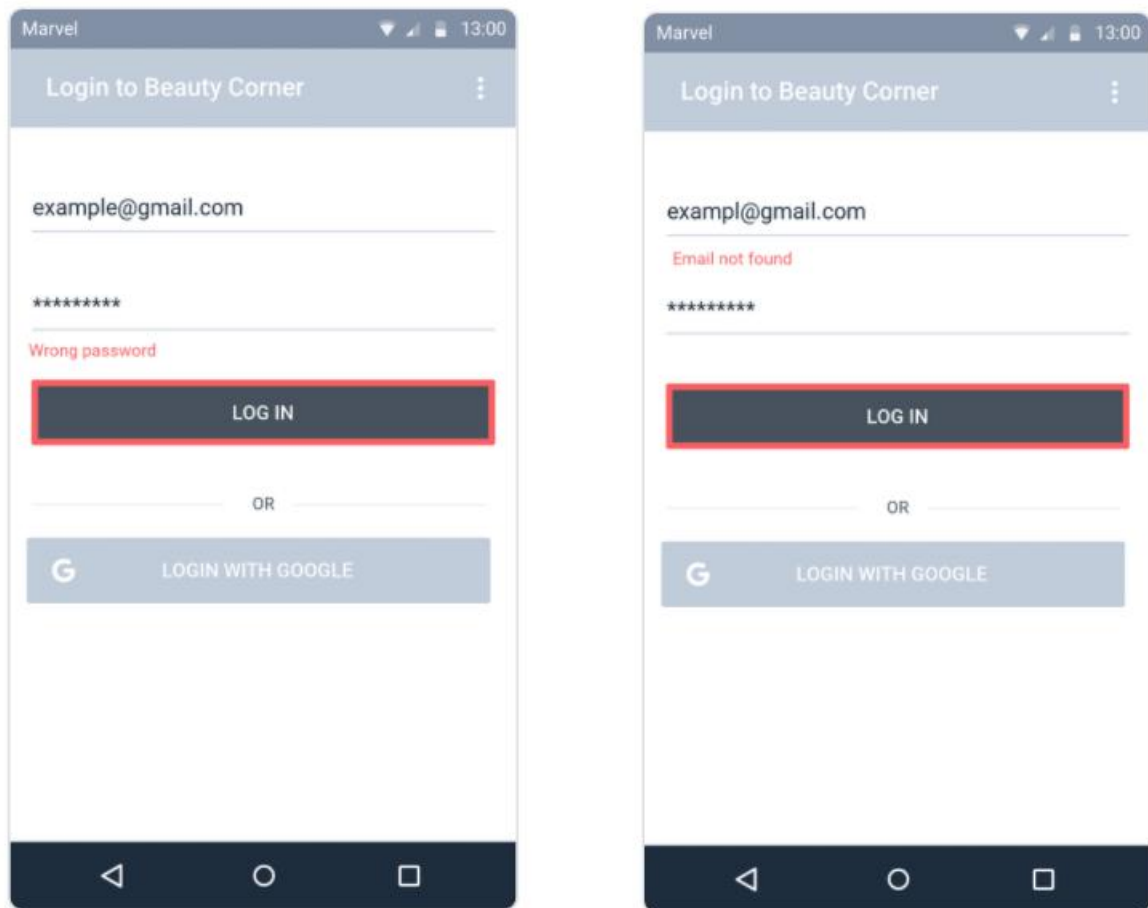 Marvel 13:00
Login to Beauty Corner
example@gmail.com
*********
Wrong password
LOG IN
OR
G LOGIN WITH GOOGLE
Marvel 13:00
Login to Beauty Corner
exampl@gmail.com
Email not found
*********
LOG IN
OR
G LOGIN WITH GOOGLE